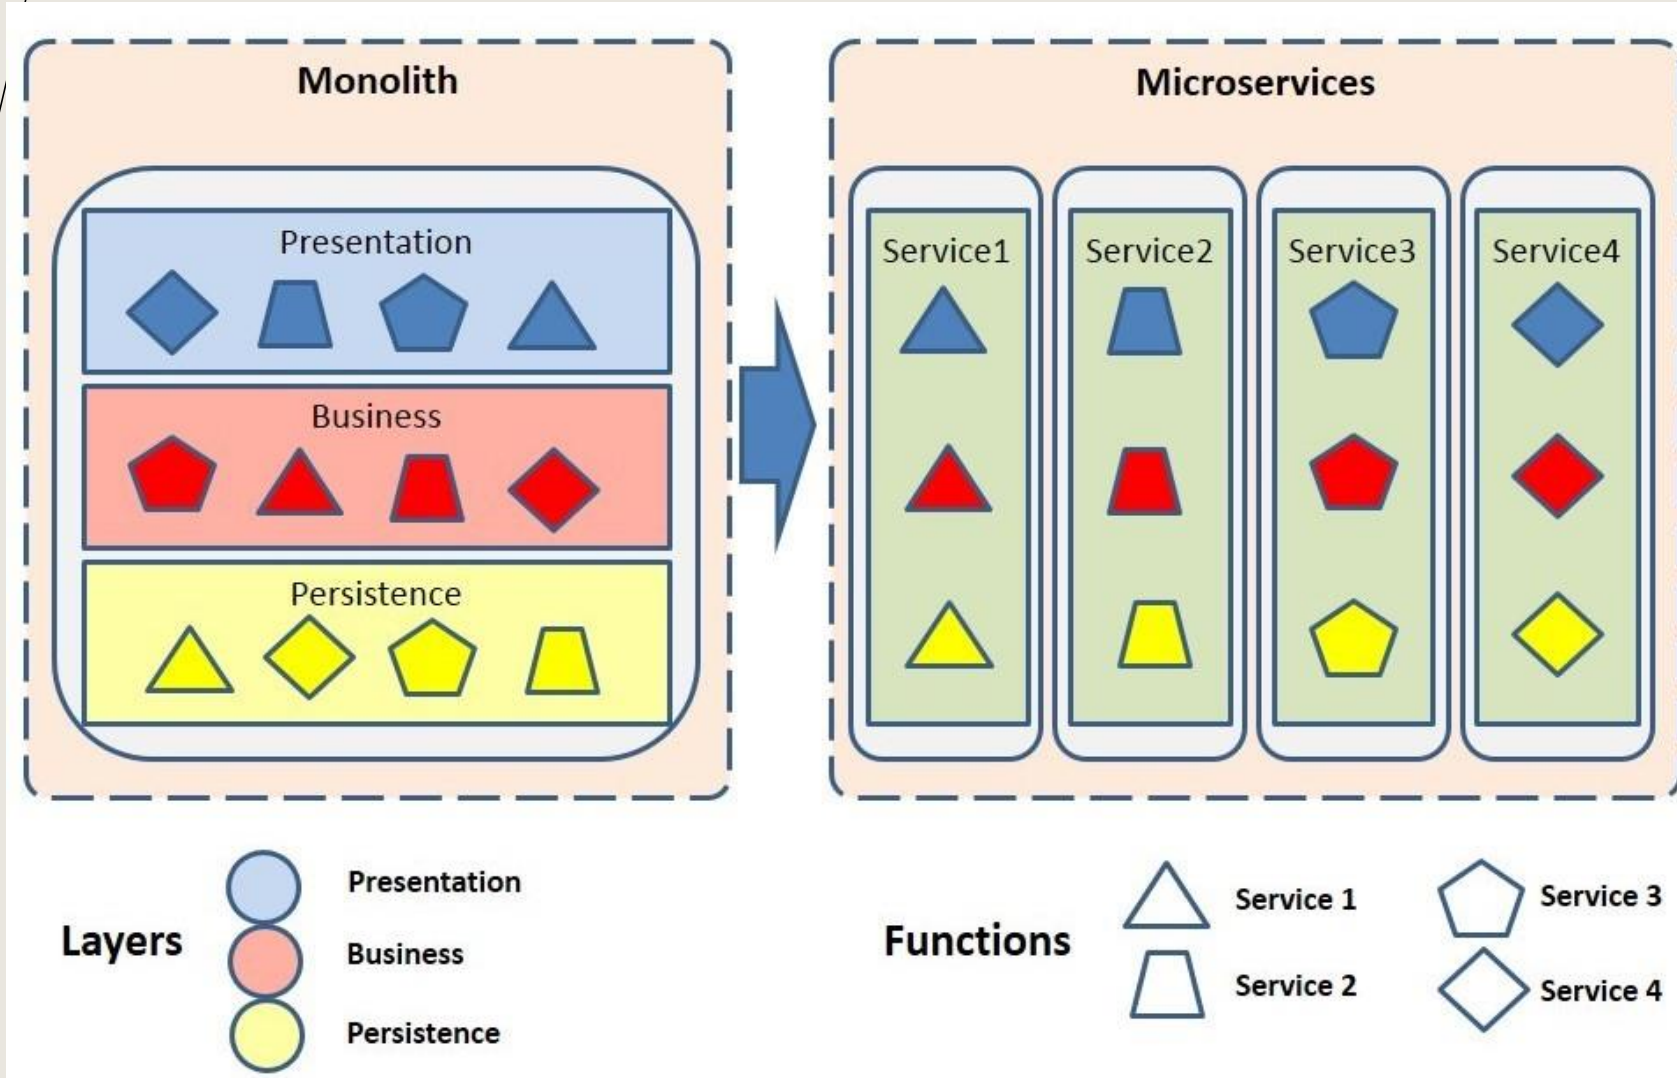 Monolith
Presentation
Business
Persistence
Microservices
Service1
Service2
Service3
Service4
Layers
Presentation
Business
Persistence
Functions
Service 1
Service 2
Service 3
Service 4